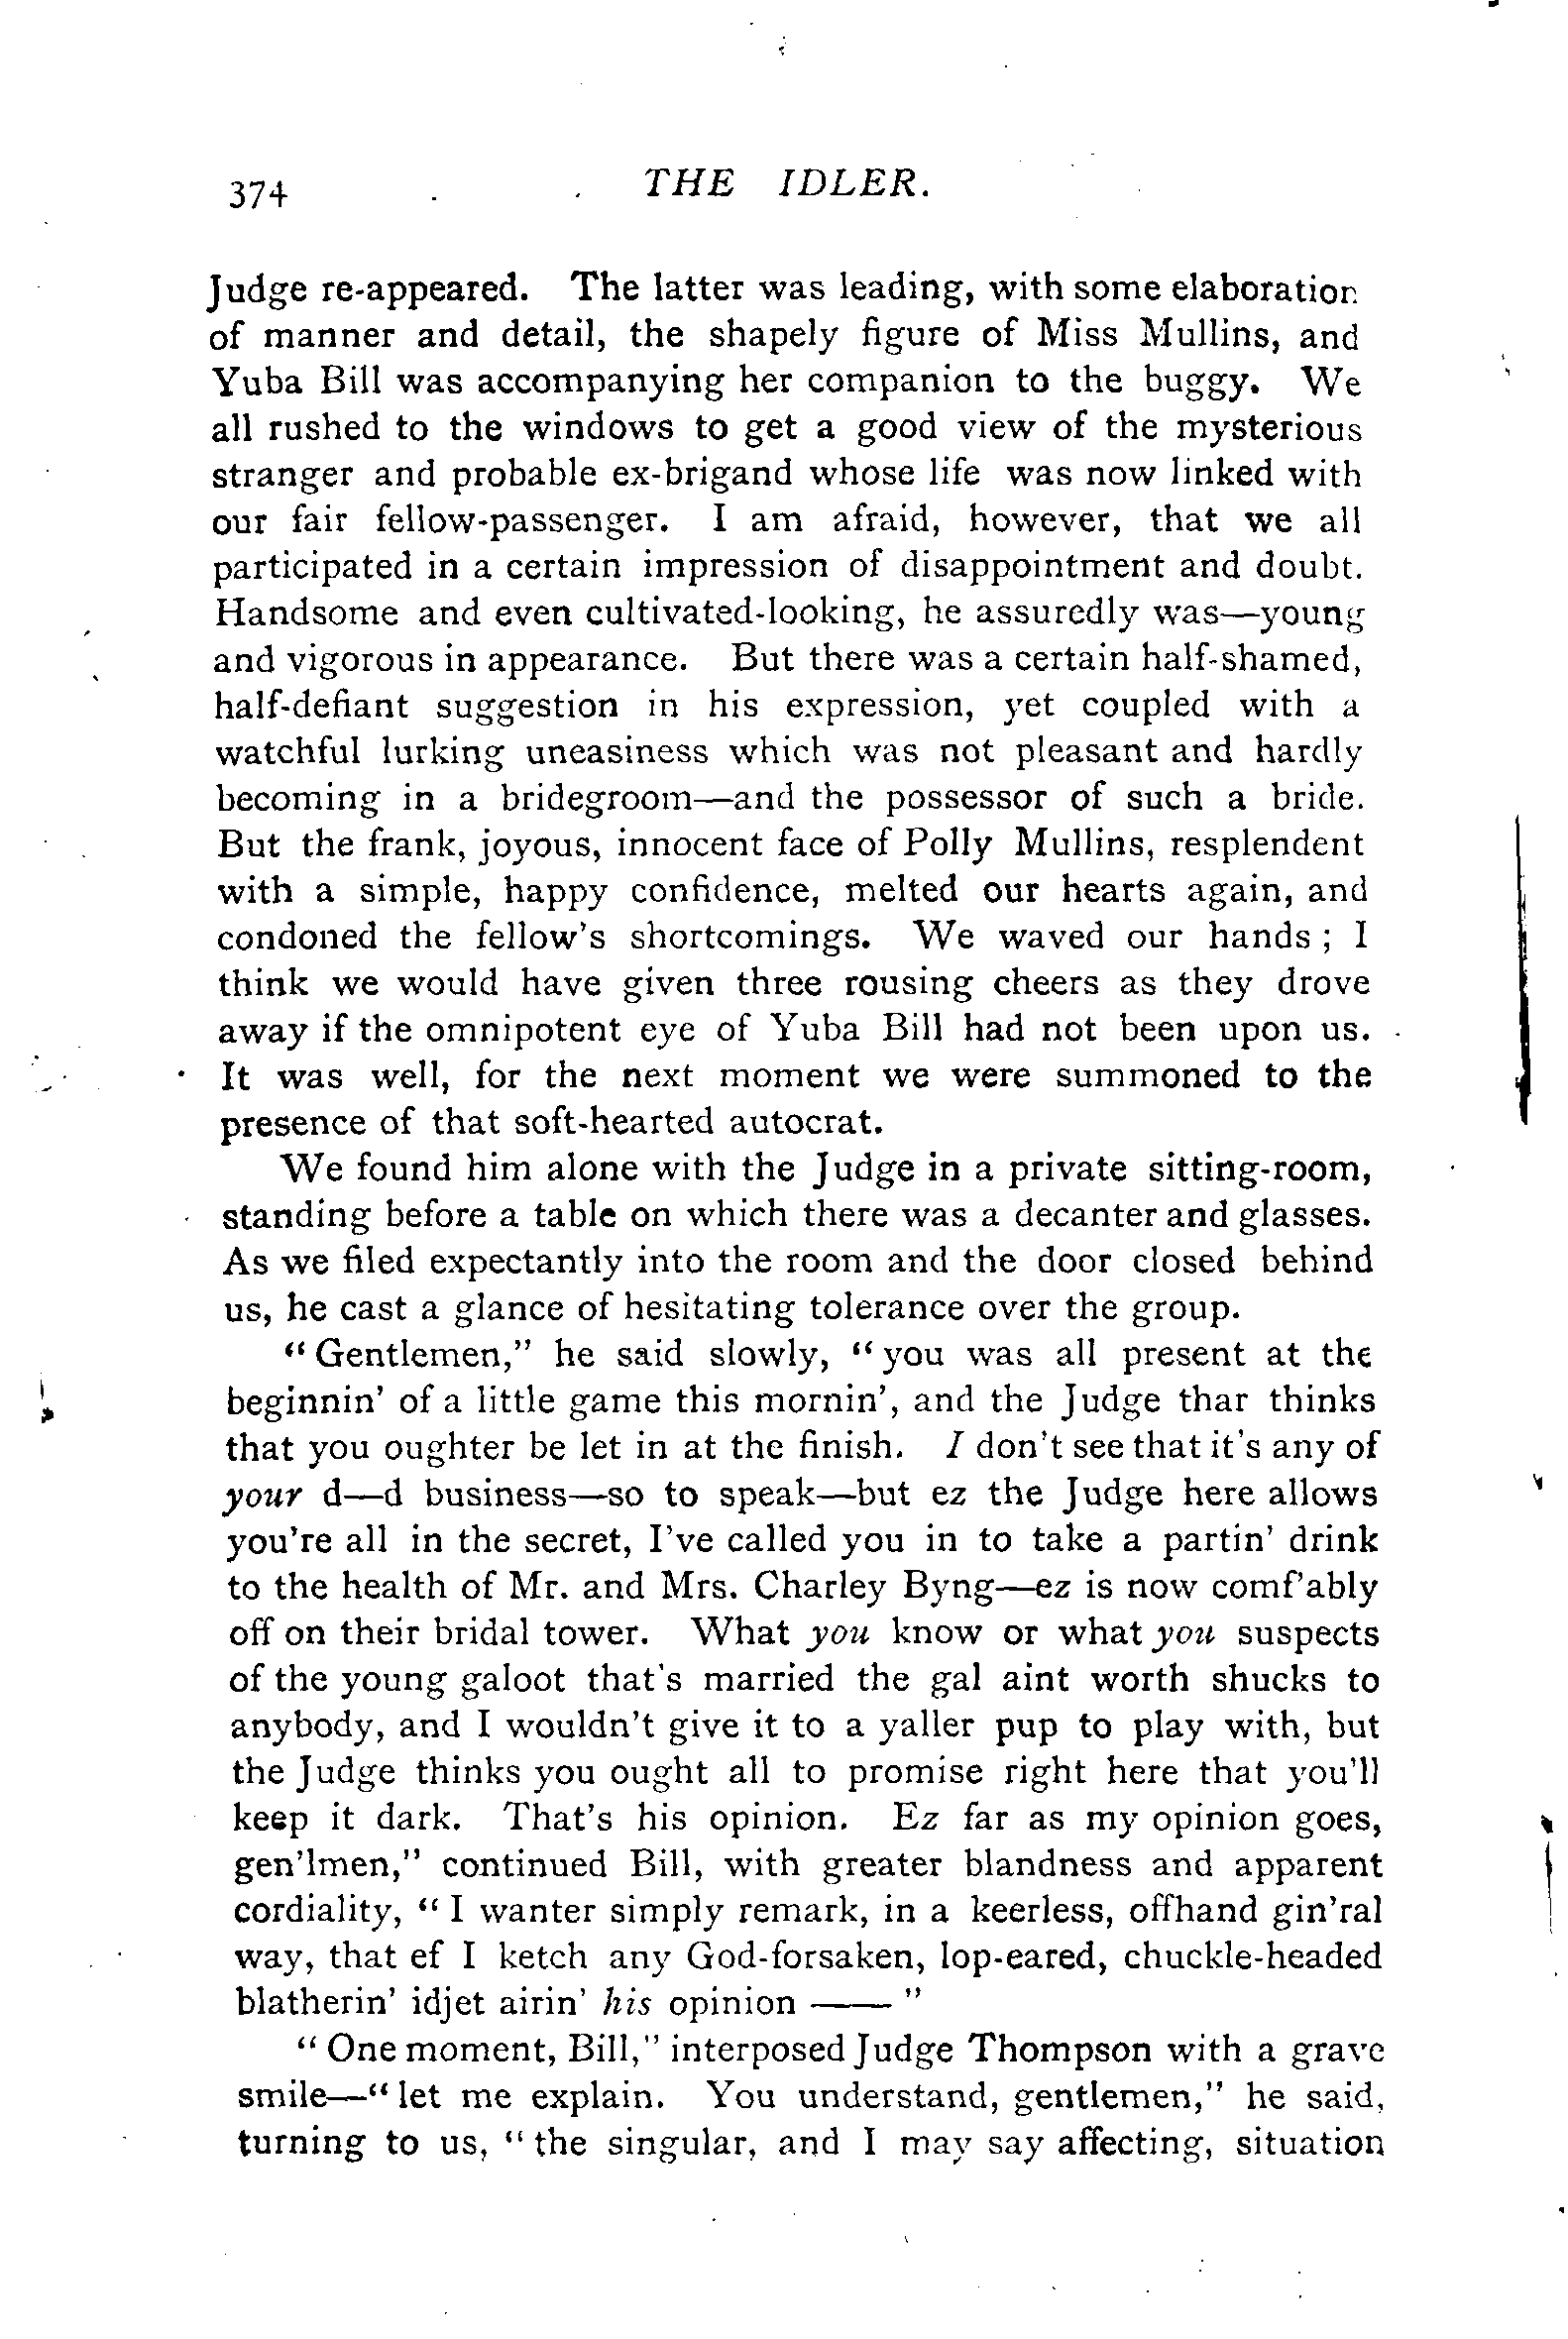 374 THE IDLER.
Judge re-appeared. The latter was leading, with some elaboration
of manner and detail, the shapely figure of Miss Mullins, and
Yuba Bill was accompanying her companion to the buggy. We
all rushed to the windows to get a good view of the mysterious
stranger and probable ex-brigand whose life was now linked with
our fair fellow-passenger. I am afraid, however, that we all
participated in a certain impression of disappointment and doubt.
Handsome and even cultivated-looking, he assuredly was—young
and vigorous in appearance. But there was a certain half-shamed,
half-defiant suggestion in his expression, yet coupled with a
watchful lurking uneasiness which was not pleasant and hardly
becoming in a bridegroom—and the possessor of such a bride.
But the frank, joyous, innocent face of Polly Mullins, resplendent
with a simple, happy confidence, melted our hearts again, and
condoned the fellow's shortcomings. We waved our hands; I
think we would have given three rousing cheers as they drove
away if the omnipotent eye of Yuba Bill had not been upon us.
It was well, for the next moment we were summoned to the
presence of that soft-hearted autocrat.
We found him alone with the Judge in a private sitting-room,
standing before a table on which there was a decanter and glasses.
As we filed expectantly into the room and the door closed behind
us, he cast a glance of hesitating tolerance over the group.
"Gentlemen," he said slowly, "you was all present at the
beginnin' of a little game this mornin', and the Judge thar thinks
that you oughter be let in at the finish. I don't see that it's any of
your d—d business—so to speak—but ez the Judge here allows
you're all in the secret, I've called you in to take a partin' drink
to the health of Mr. and Mrs. Charley Byng—ez is now comf'ably
off on their bridal tower. What you know or what you suspects
of the young galoot that's married the gal aint worth shucks to
anybody, and I wouldn't give it to a yaller pup to play with, but
the Judge thinks you ought all to promise right here that you'll
keep it dark. That's his opinion. Ez far as my opinion goes,
gen'lmen," continued Bill, with greater blandness and apparent
cordiality, "I wanter simply remark, in a keerless, offhand gin'ral
way, that ef I ketch any God-forsaken, lop-eared, chuckle-headed
blatherin' idjet airin' his opinion —— "
"One moment, Bill," interposed Judge Thompson with a grave
smile—"let me explain. You understand, gentlemen," he said,
turning to us, "the singular, and I may say affecting, situation